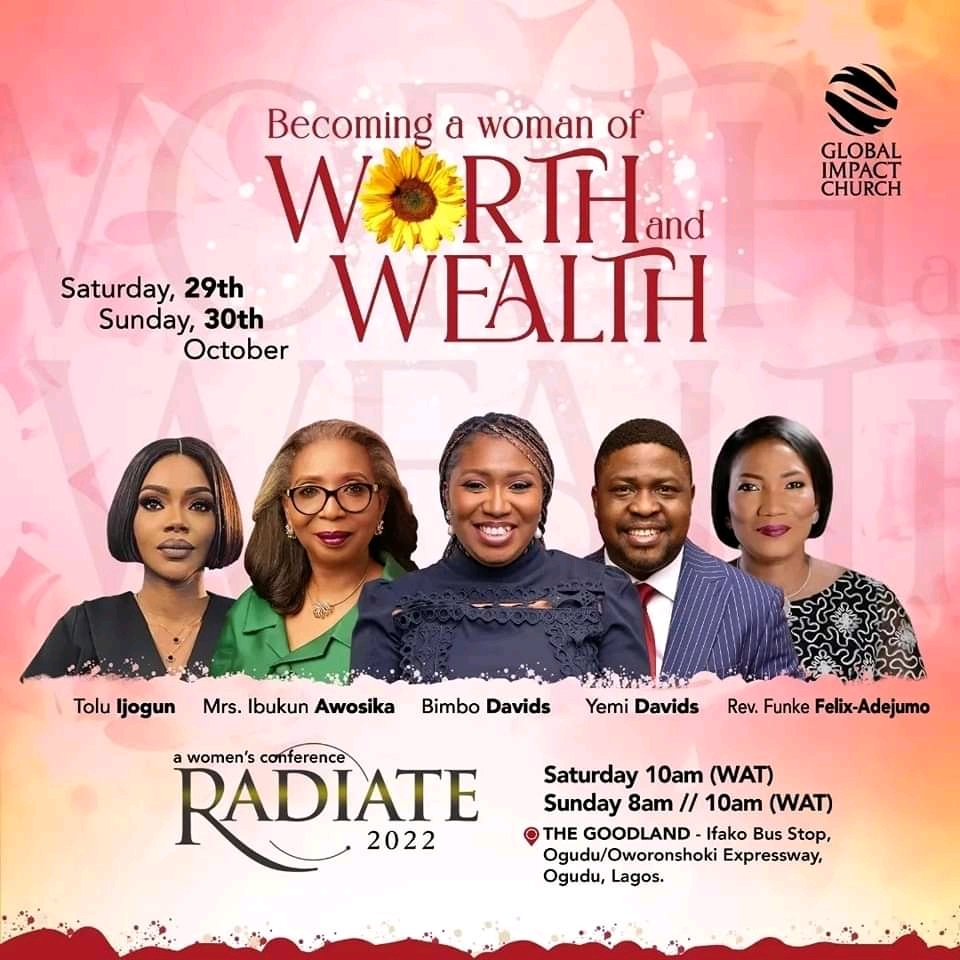 Becoming a woman of
WORTH and
WEALTH
GLOBAL
IMPACT
CHURCH
Saturday, 29th
Sunday, 30th
October
Tolu Ijogun
Mrs. Ibukun Awosika
Bimbo Davids
Yemi Davids
Rev. Funke Felix-Adejumo
a women's conference
RADIATE
2022
Saturday 10am (WAT)
Sunday 8am // 10am (WAT)
THE GOODLAND - Ifako Bus Stop,
Ogudu/Oworonshoki Expressway,
Ogudu, Lagos.